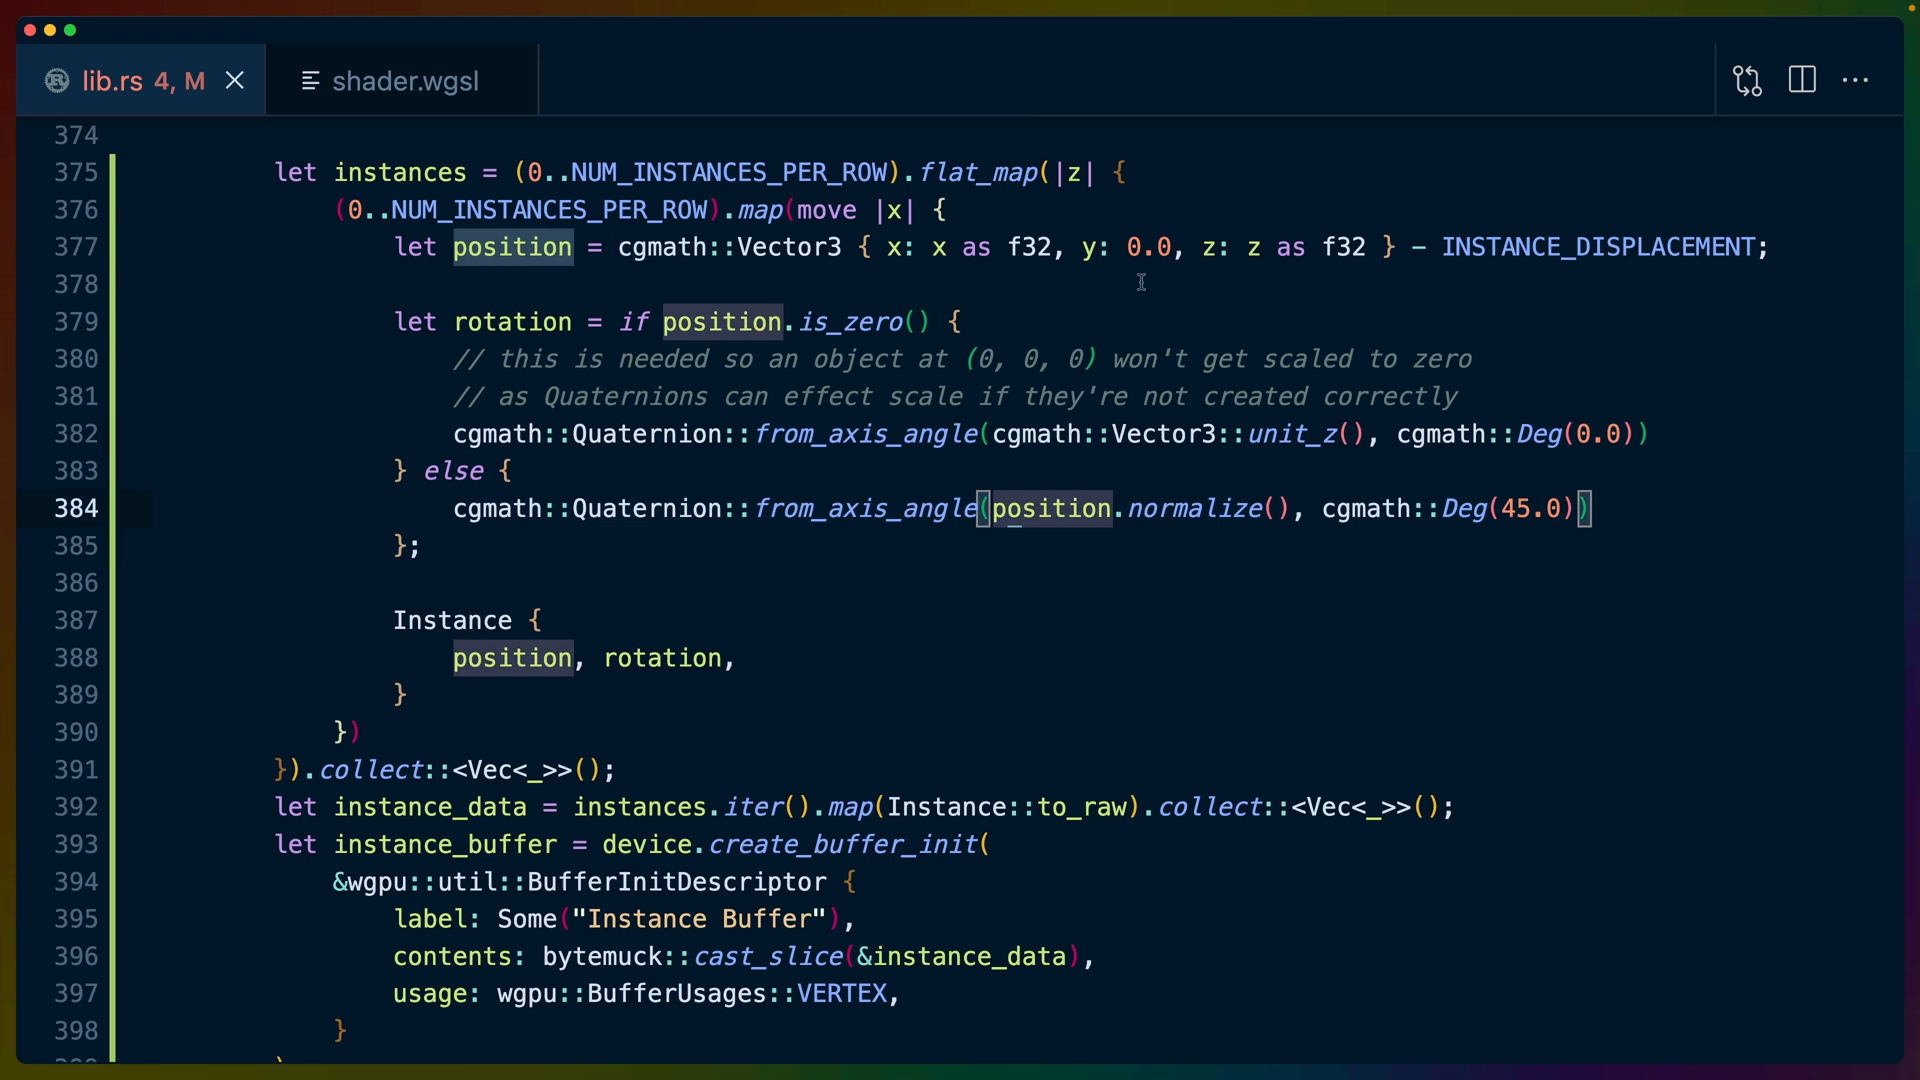 lib.rs 4, M
shader.wgsl
374
375 let instances = (0..NUM_INSTANCES_PER_ROW).flat_map(|z| {
376 (0..NUM_INSTANCES_PER_ROW).map(move |x| {
377 let position = cgmath::Vector3 { x: x as f32, y: 0.0, z: z as f32 } - INSTANCE_DISPLACEMENT;
378
379 let rotation = if position.is_zero() {
380 // this is needed so an object at (0, 0, 0) won't get scaled to zero
381 // as Quaternions can effect scale if they're not created correctly
382 cgmath::Quaternion::from_axis_angle(cgmath::Vector3::unit_z(), cgmath::Deg(0.0))
383 } else {
384 cgmath::Quaternion::from_axis_angle(position.normalize(), cgmath::Deg(45.0))
385 };
386
387 Instance {
388 position, rotation,
389 }
390 })
391 }).collect::<Vec<_>>();
392 let instance_data = instances.iter().map(Instance::to_raw).collect::<Vec<_>>();
393 let instance_buffer = device.create_buffer_init(
394 &wgpu::util::BufferInitDescriptor {
395 label: Some("Instance Buffer"),
396 contents: bytemuck::cast_slice(&instance_data),
397 usage: wgpu::BufferUsages::VERTEX,
398 }